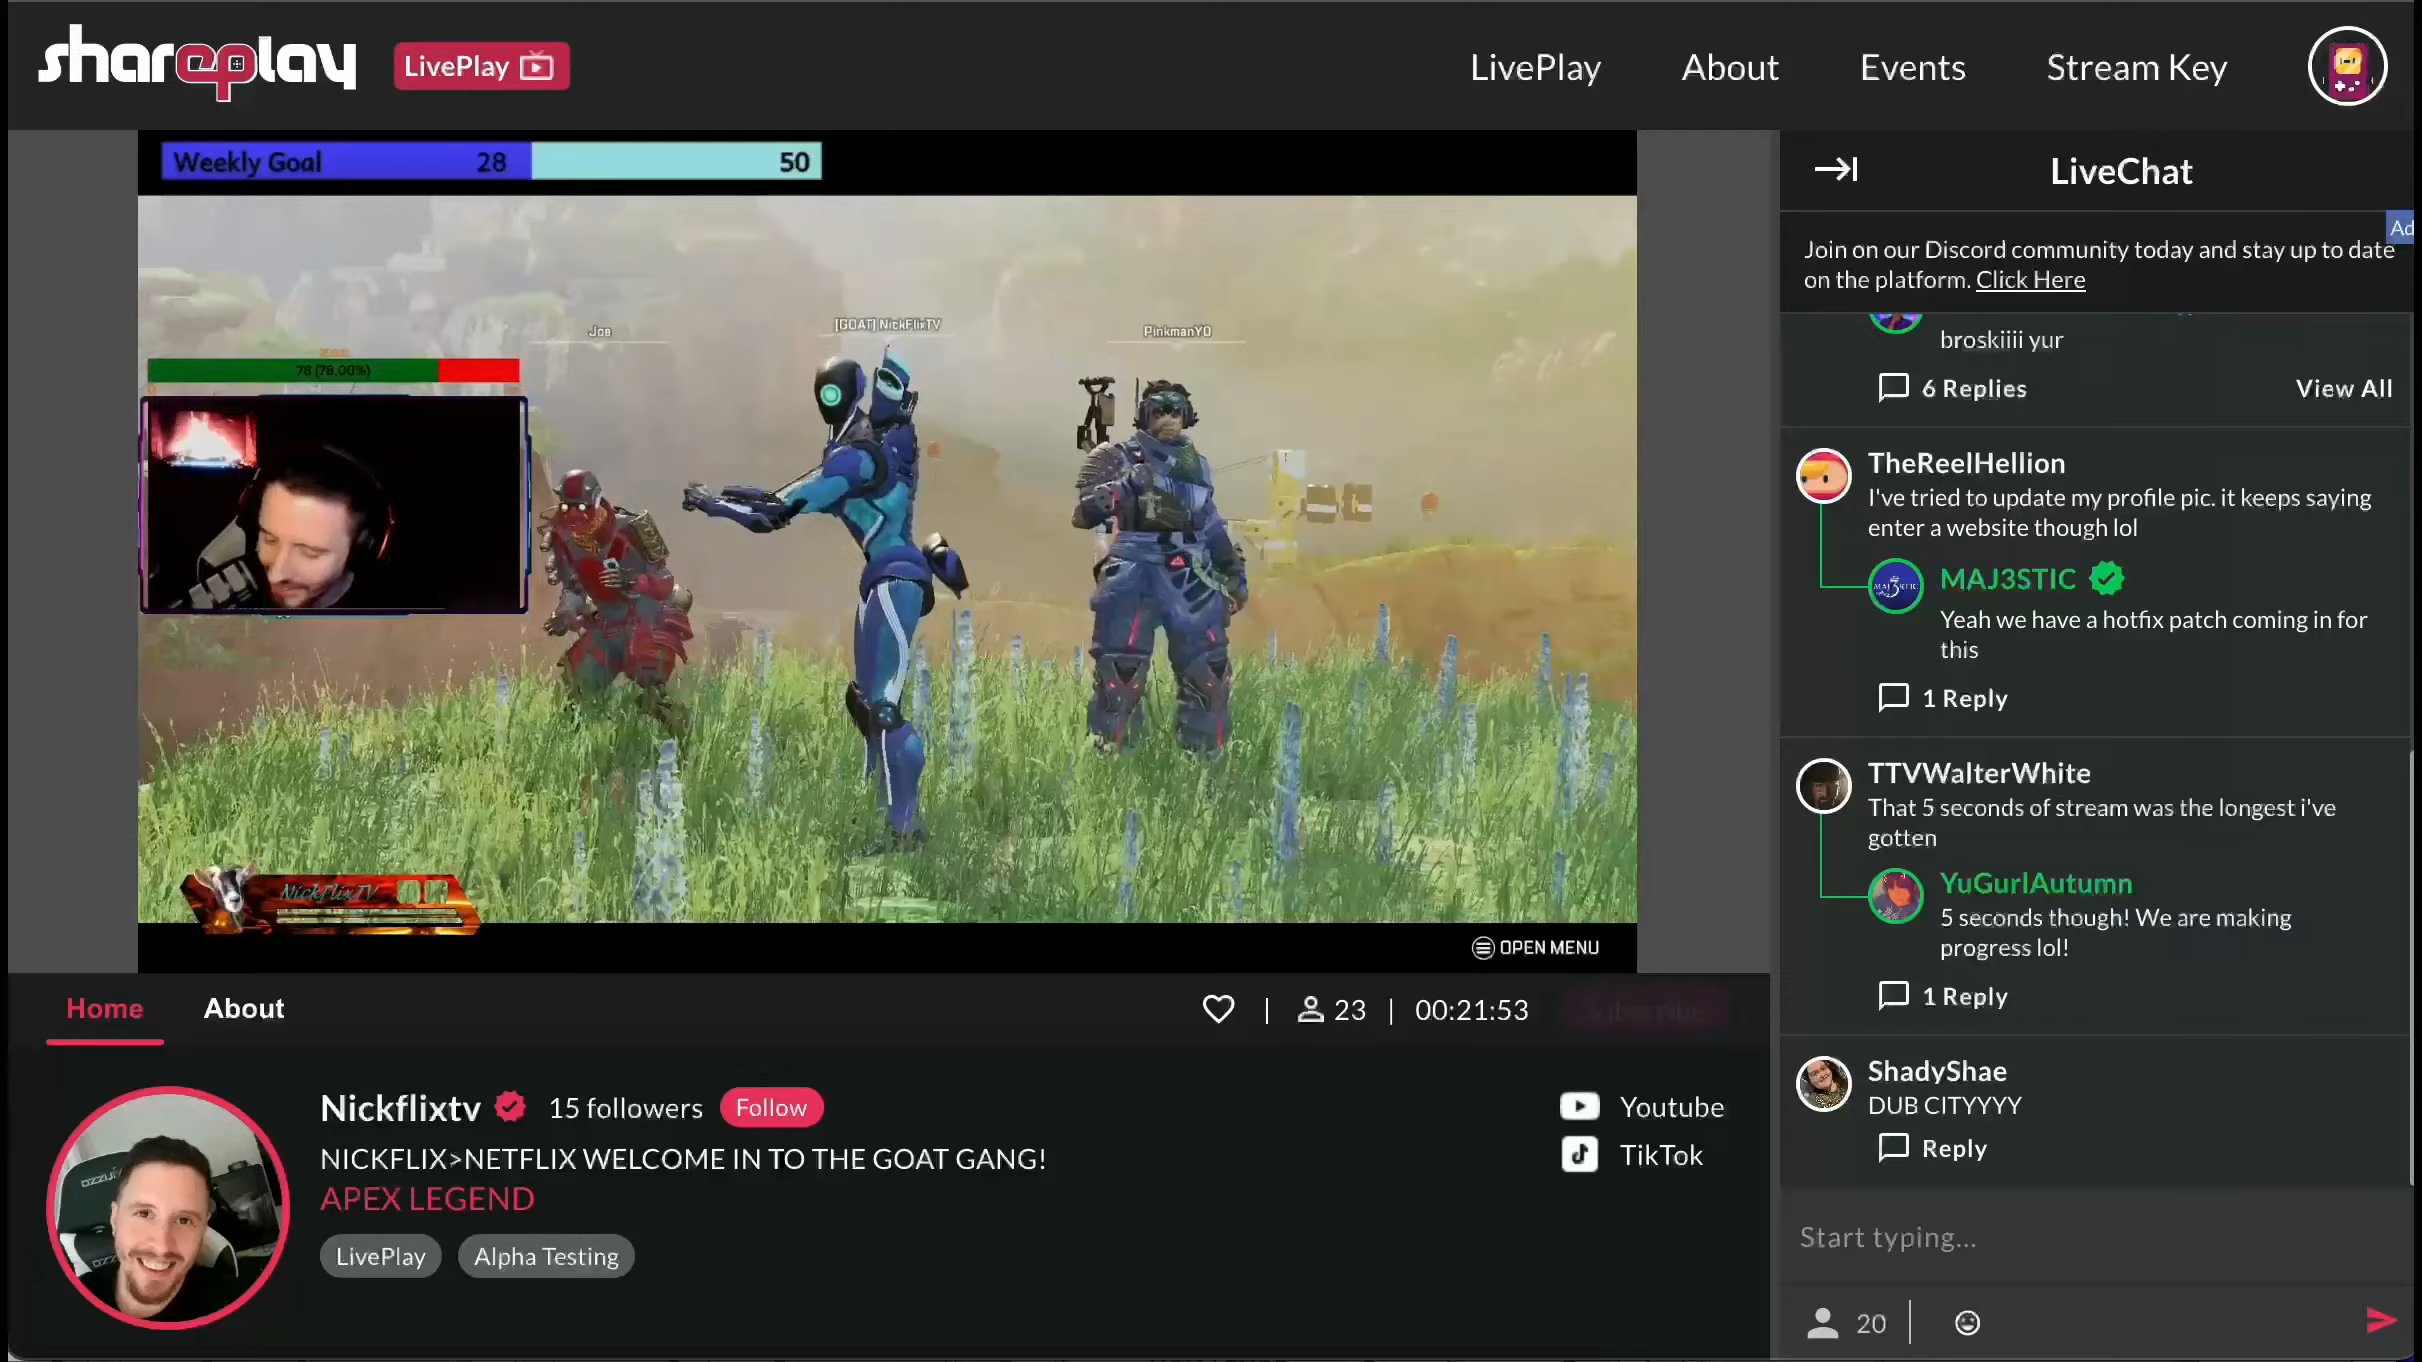 shareplay
LivePlay
LivePlay
About
Events
Stream Key
Weekly Goal 28 50
Joe
[GOAT] NickFlixTV
PinkmanYO
78 (78.00%)
NickFlixTV
OPEN MENU
Home
About
23
00:21:53
Nickflixtv
15 followers
Follow
NICKFLIX>NETFLIX WELCOME IN TO THE GOAT GANG!
APEX LEGEND
LivePlay
Alpha Testing
Youtube
TikTok
LiveChat
Ad
Join on our Discord community today and stay up to date
on the platform. Click Here
broskiiii yur
6 Replies
View All
TheReelHellion
I've tried to update my profile pic. it keeps saying
enter a website though lol
MAJ3STIC
Yeah we have a hotfix patch coming in for
this
1 Reply
TTVWalterWhite
That 5 seconds of stream was the longest i've
gotten
YuGurlAutumn
5 seconds though! We are making
progress lol!
1 Reply
ShadyShae
DUB CITYYYY
Reply
Start typing...
20